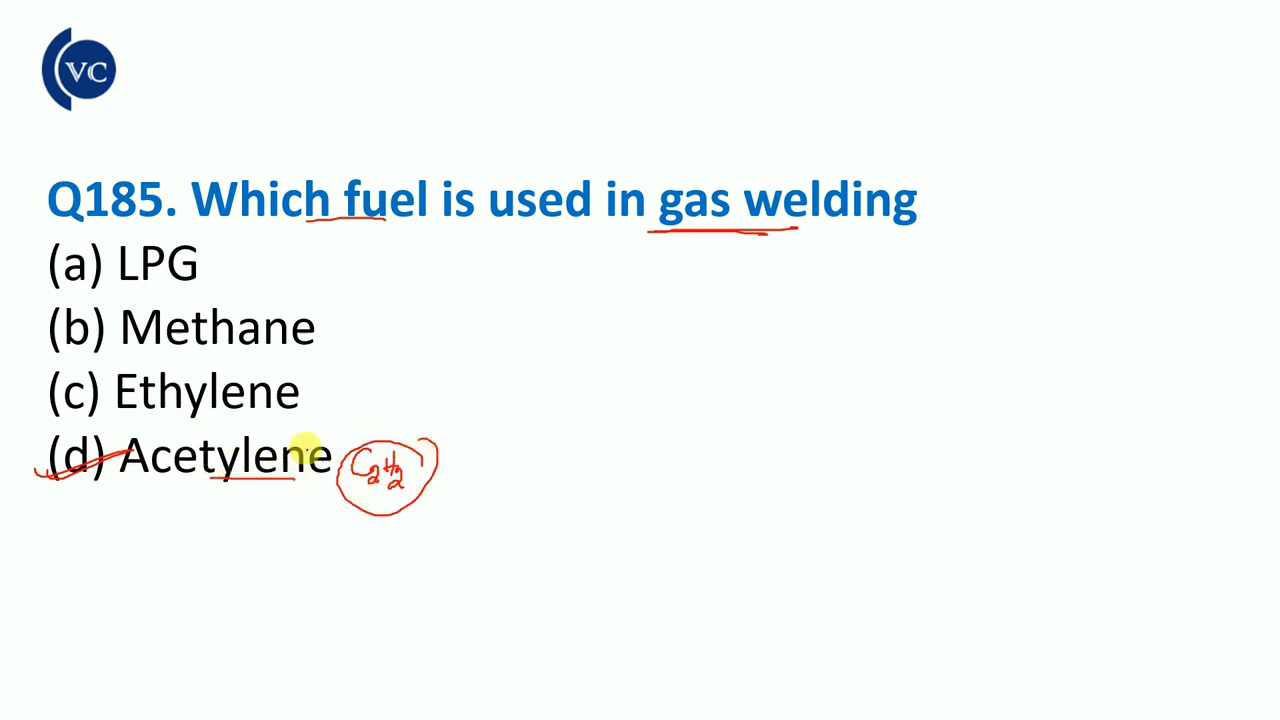 VC
Q185. Which fuel is used in gas welding
(a) LPG
(b) Methane
(c) Ethylene
(d) Acetylene C2H2